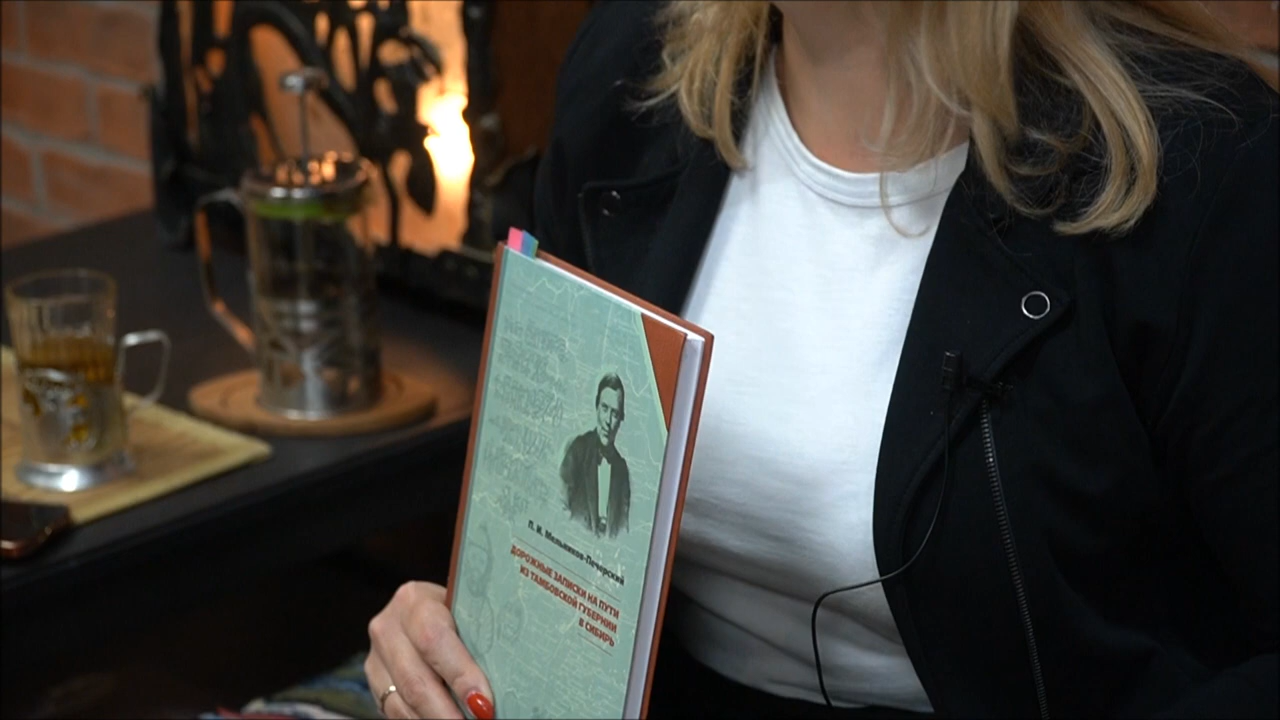 П. И. Мельников-Печерский
ДОРОЖНЫЕ ЗАПИСКИ НА ПУТИ
ИЗ ТАМБОВСКОЙ ГУБЕРНИИ
В СИБИРЬ